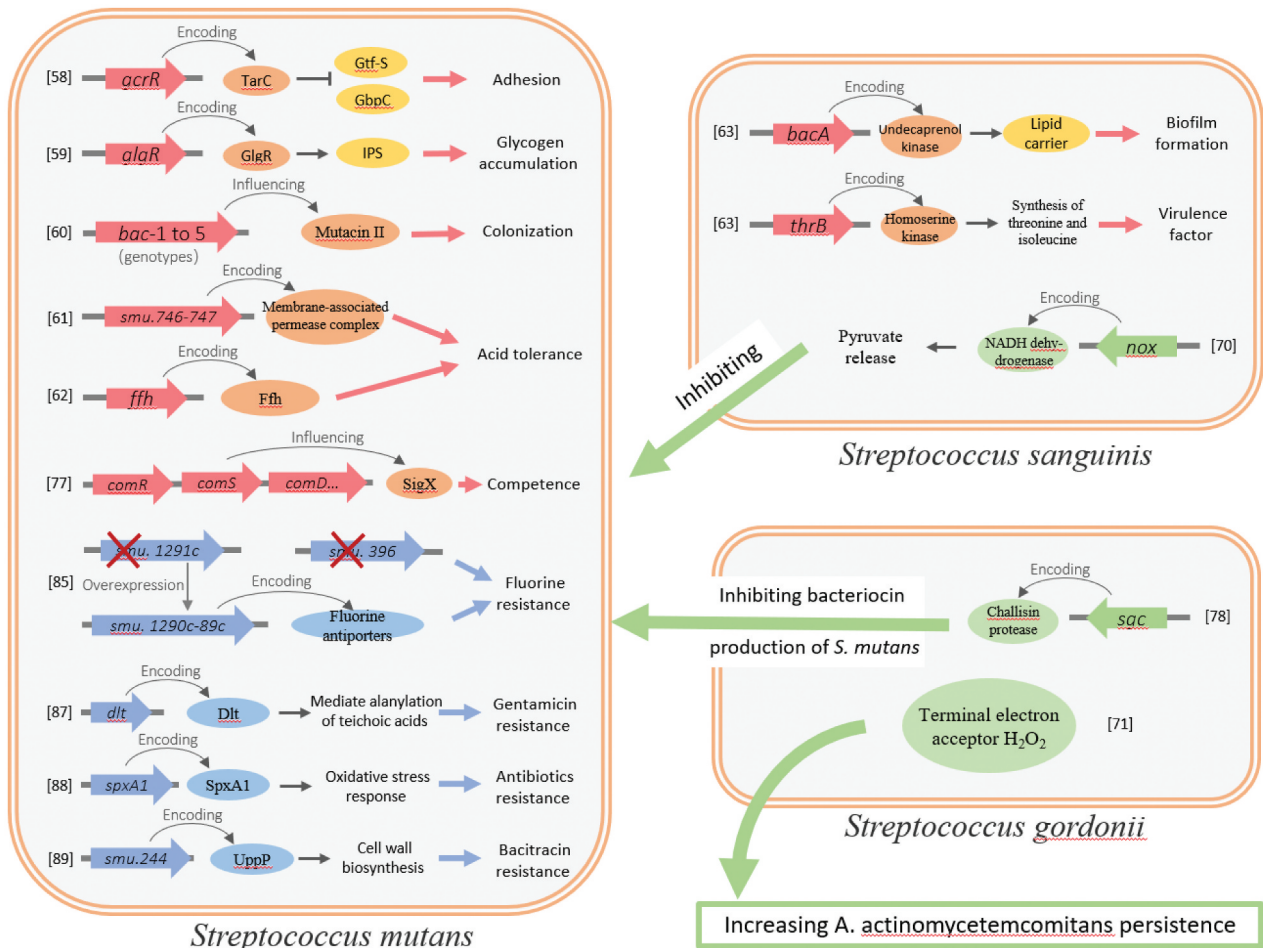 Encoding
[58]
gcrR
TarC
Gtf-S
GbpC
Adhesion
Encoding
[59]
glgR
GlgR
IPS
Glycogen
accumulation
Influencing
[60]
bac-1 to 5
(genotypes)
Mutacin II
Colonization
Encoding
[61]
smu.746-747
Membrane-associated
permease complex
Acid tolerance
Encoding
[62]
ffh
Ffh
Influencing
[77]
comR
comS
comD...
SigX
Competence
smu. 1291c
smu. 396
[85]
Overexpression
Encoding
Fluorine
resistance
smu. 1290c-89c
Fluorine
antiporters
Encoding
[87]
dlt
Dlt
Mediate alanylation
of teichoic acids
Gentamicin
resistance
Encoding
[88]
spxA1
SpxA1
Oxidative stress
response
Antibiotics
resistance
Encoding
[89]
smu.244
UppP
Cell wall
biosynthesis
Bacitracin
resistance
Streptococcus mutans
Encoding
[63]
bacA
Undecaprenol
kinase
Lipid
carrier
Biofilm
formation
Encoding
[63]
thrB
Homoserine
kinase
Synthesis of
threonine and
isoleucine
Virulence
factor
Encoding
Pyruvate
release
NADH dehy-
drogenase
nox
[70]
Inhibiting
Streptococcus sanguinis
Inhibiting bacteriocin
production of S. mutans
Encoding
Challisin
protease
sgc
[78]
Terminal electron
acceptor H₂O₂
[71]
Streptococcus gordonii
Increasing A. actinomycetemcomitans persistence